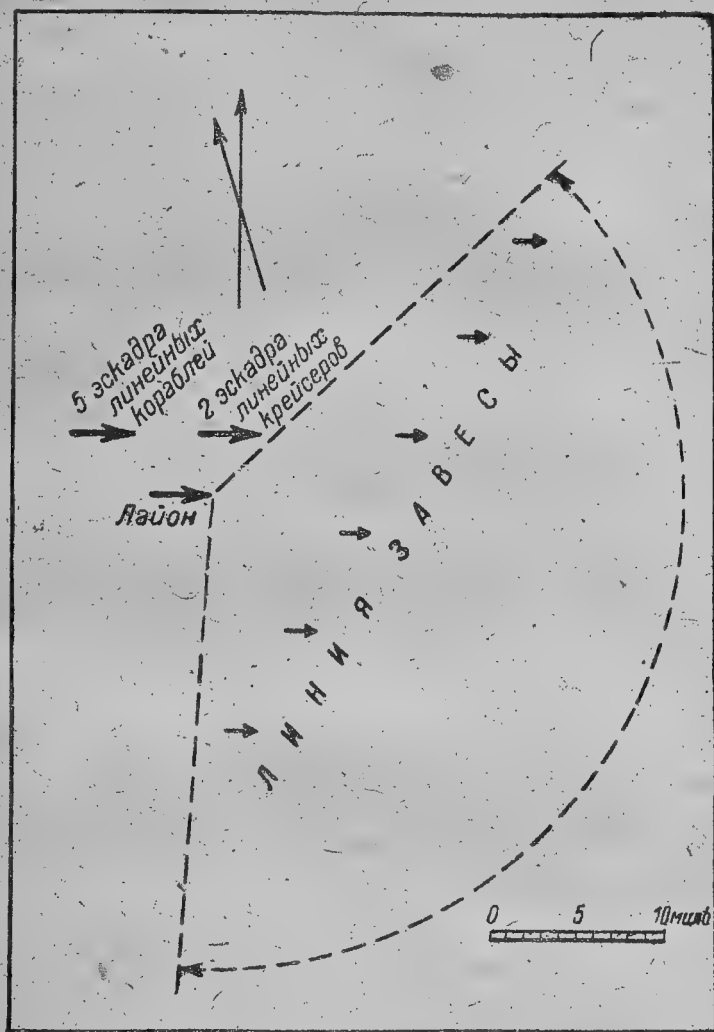 5 эскадра
линейных
кораблей
2 эскадра
линейных
крейсеров
Лайон
ЛИНИЯ ЗАВЕСЫ
0 5 10миль